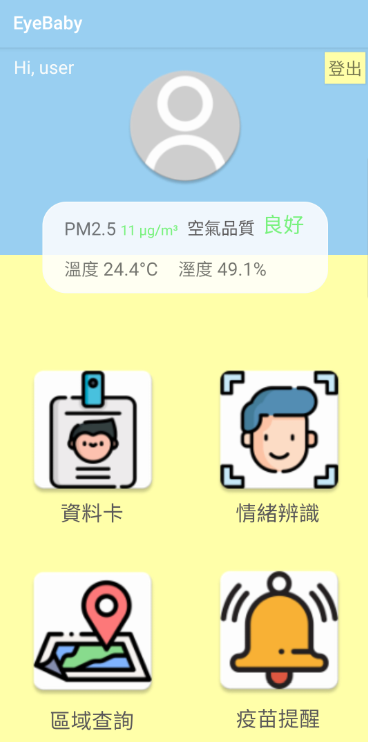 EyeBaby
Hi, user
登出
PM2.5 11 μg/m³ 空氣品質 良好
溫度 24.4°C 溼度 49.1%
資料卡
情緒辨識
區域查詢
疫苗提醒